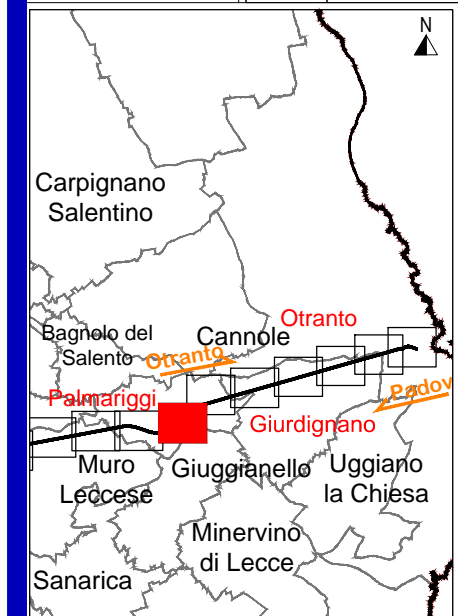 N
Carpignano
Salentino
Otranto
Bagnolo del
Salento
Cannole
Otranto
Palmariggi
Padov
Giurdignano
Muro
Leccese
Giuggianello
Uggiano
la Chiesa
Minervino
di Lecce
Sanarica